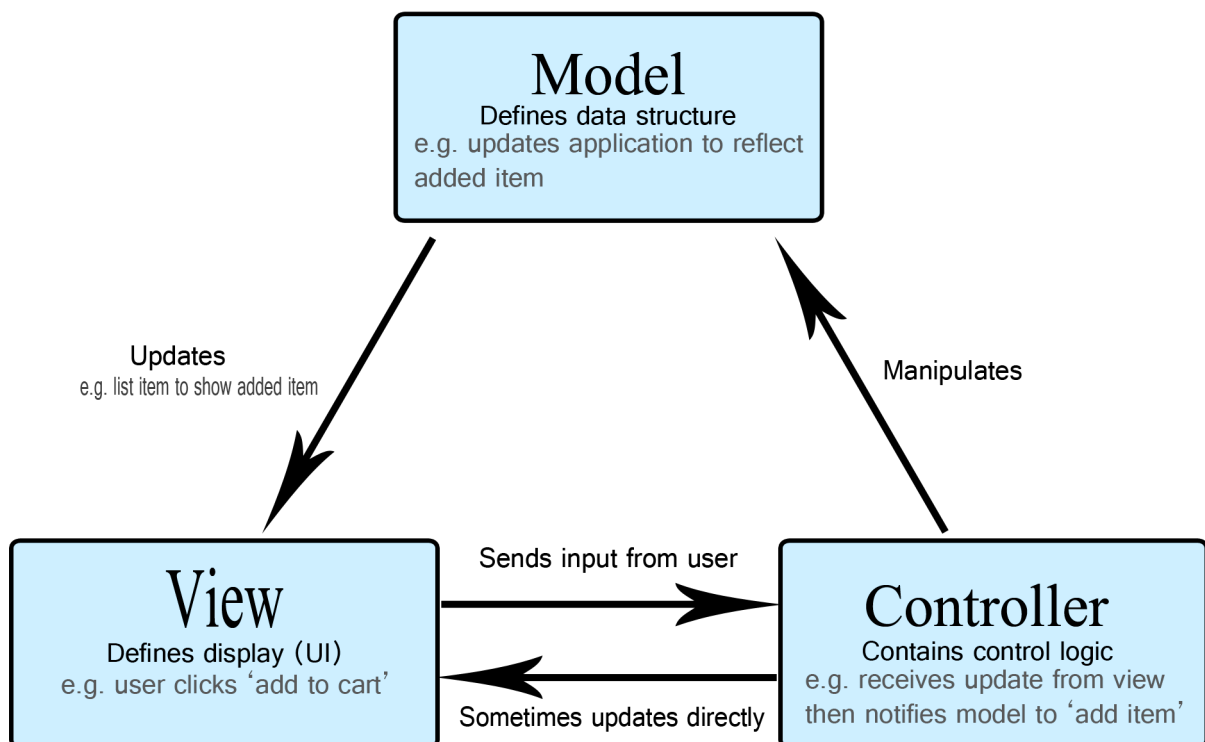 Model
Defines data structure
e.g. updates application to reflect
added item
Updates
e.g. list item to show added item
Manipulates
Sends input from user
View
Defines display (UI)
e.g. user clicks ‘add to cart’
Controller
Contains control logic
e.g. receives update from view
then notifies model to ‘add item’
Sometimes updates directly